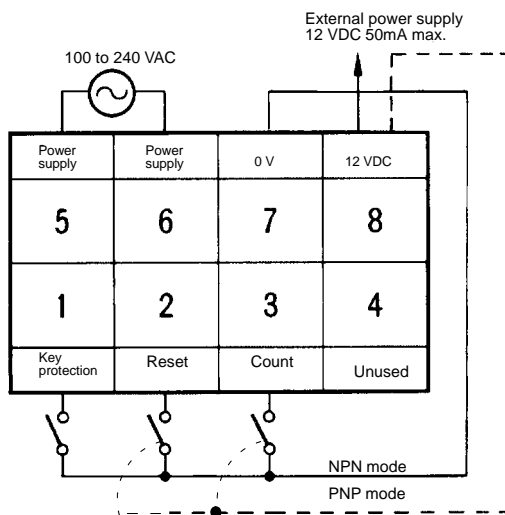 External power supply
12 VDC 50mA max.
100 to 240 VAC
Power supply
Power supply
0 V
12 VDC
5
6
7
8
1
2
3
4
Key protection
Reset
Count
Unused
NPN mode
PNP mode